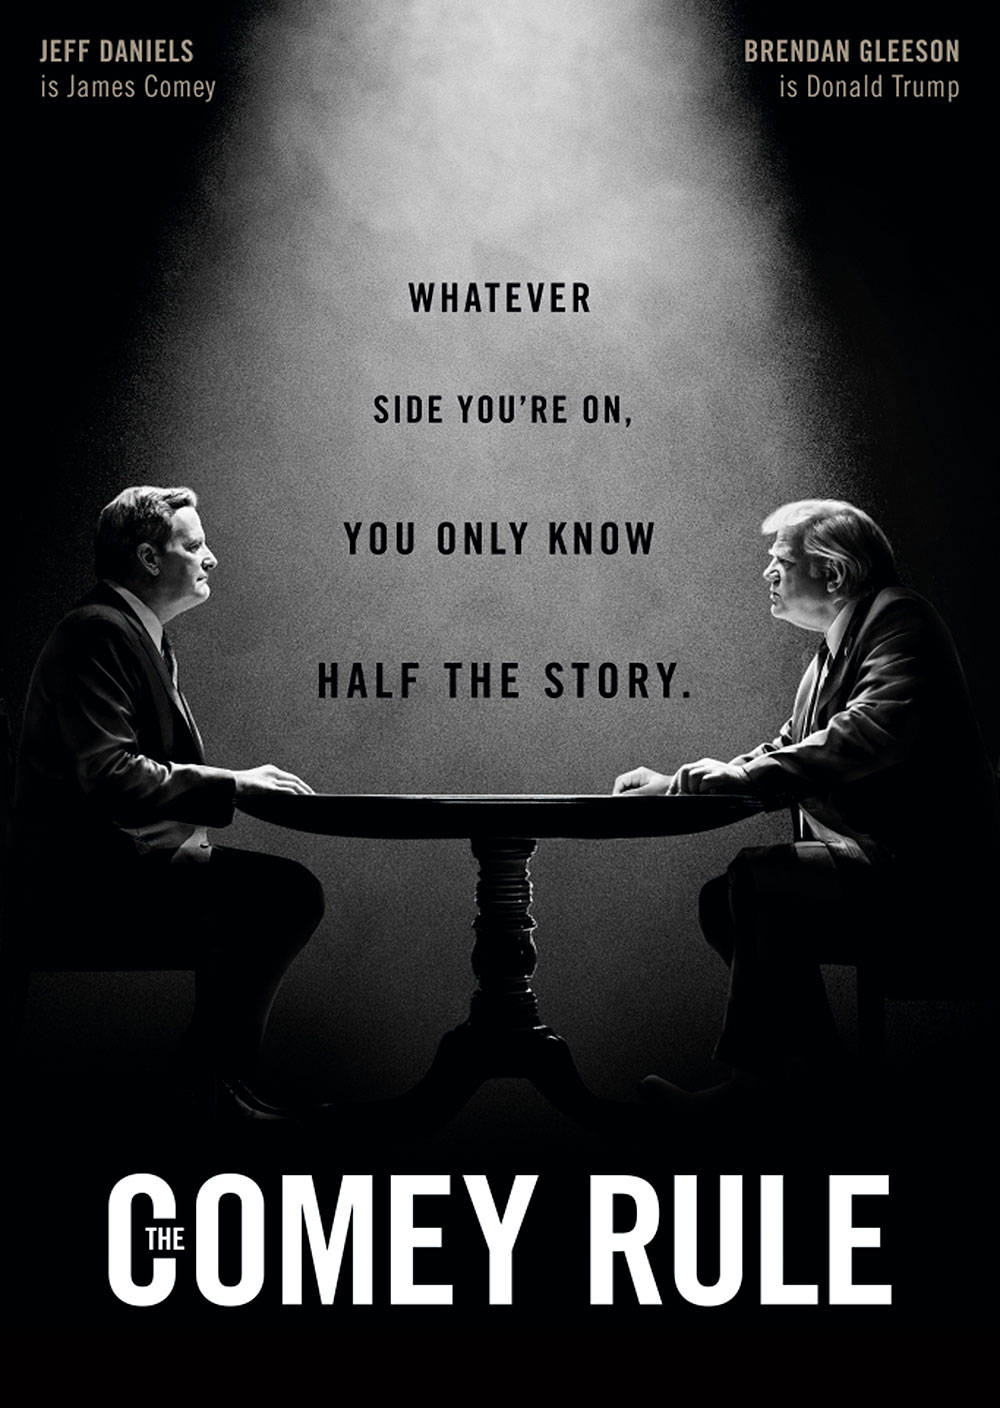 JEFF DANIELS
is James Comey
BRENDAN GLEESON
is Donald Trump
WHATEVER
SIDE YOU'RE ON,
YOU ONLY KNOW
HALF THE STORY.
THE
COMEY RULE